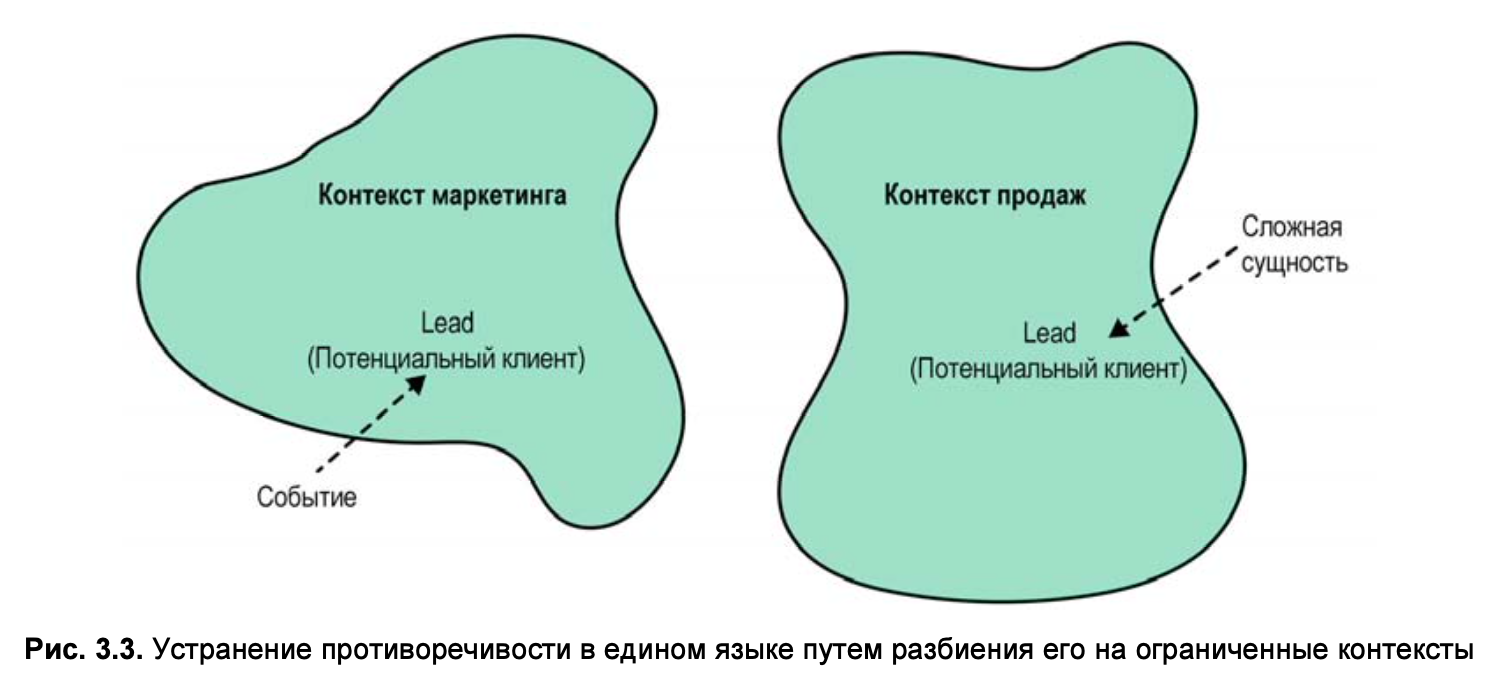 Контекст маркетинга
Lead
(Потенциальный клиент)
Событие
Контекст продаж
Сложная
сущность
Lead
(Потенциальный клиент)
Рис. 3.3. Устранение противоречивости в едином языке путем разбиения его на ограниченные контексты